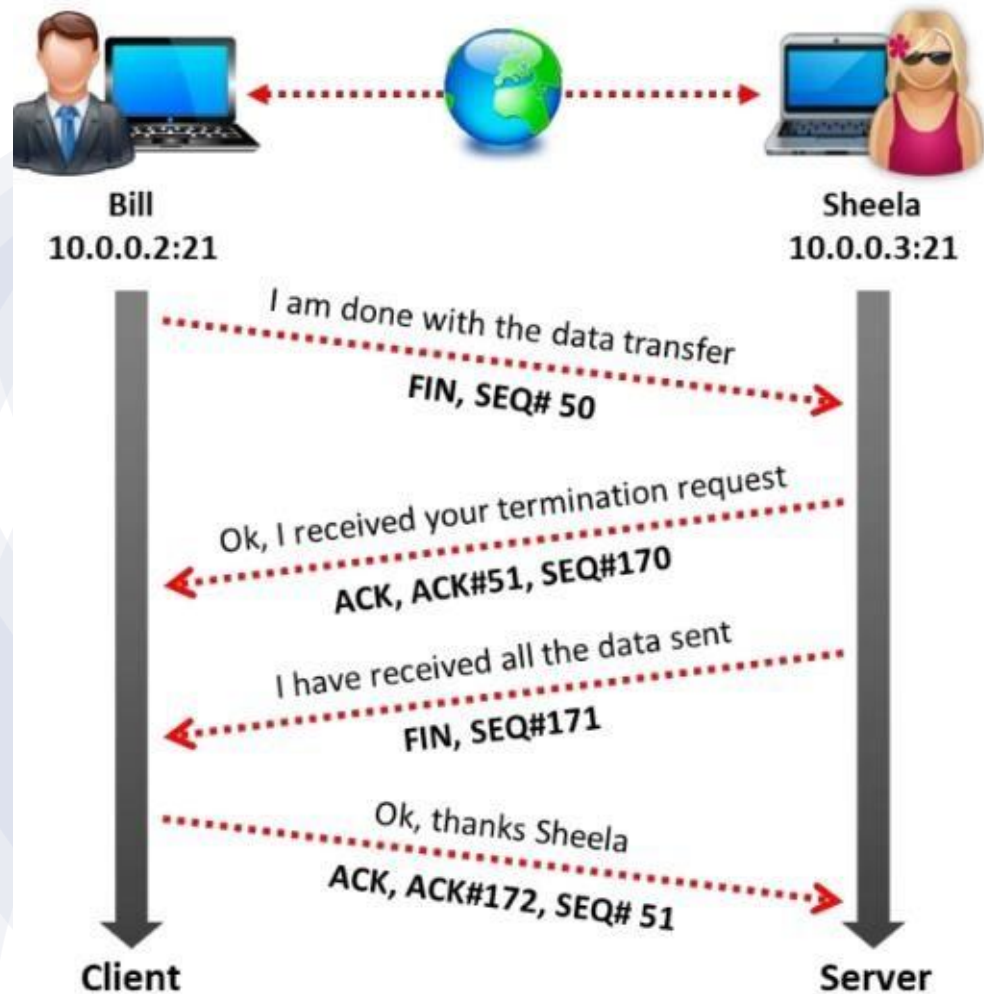 Bill
10.0.0.2:21
Sheela
10.0.0.3:21
I am done with the data transfer
FIN, SEQ# 50
Ok, I received your termination request
ACK, ACK#51, SEQ#170
I have received all the data sent
FIN, SEQ#171
Ok, thanks Sheela
ACK, ACK#172, SEQ# 51
Client
Server